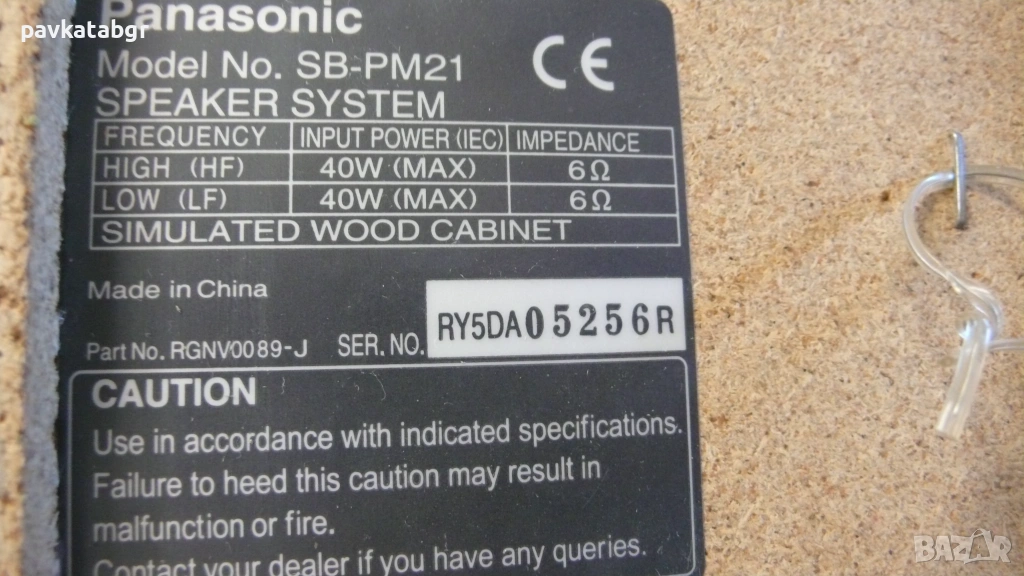 pavkatabgr
Panasonic
Model No. SB-PM21
CE
SPEAKER SYSTEM
FREQUENCY INPUT POWER (IEC) IMPEDANCE
HIGH (HF) 40W (MAX) 6Ω
LOW (LF) 40W (MAX) 6Ω
SIMULATED WOOD CABINET
Made in China
Part No. RGNV0089-J SER. NO. RY5DA05256R
CAUTION
Use in accordance with indicated specifications.
Failure to heed this caution may result in
malfunction or fire.
Contact your dealer if you have any queries.
BAZAR